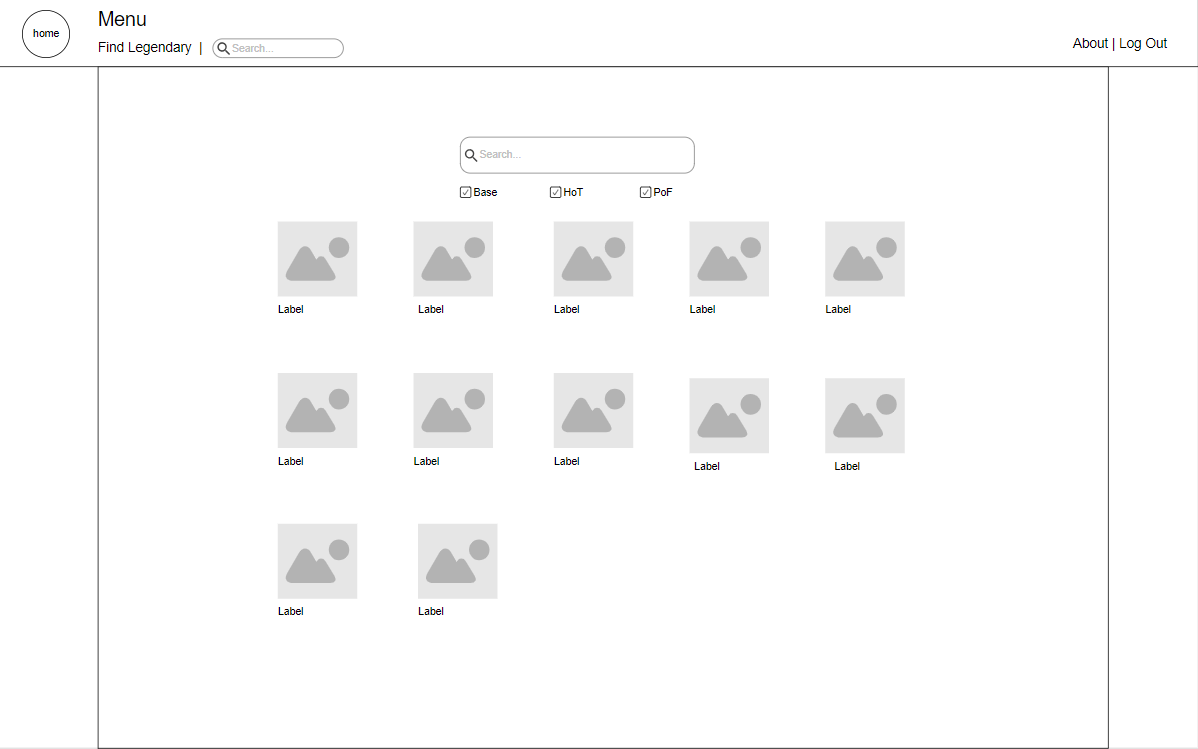 home
Menu
Find Legendary | Search...
About | Log Out
Search...
Base HoT PoF
Label Label Label Label Label
Label Label Label Label Label
Label Label